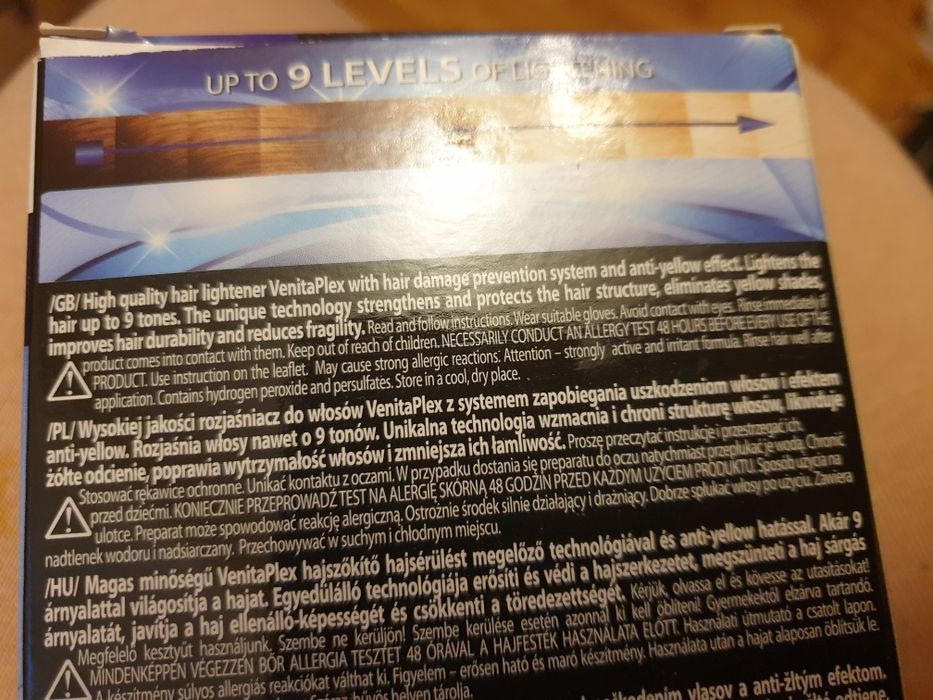 UP TO 9 LEVELS OF LIGHTENING
/GB/ High quality hair lightener VenitaPlex with hair damage prevention system and anti-yellow effect. Lightens the
hair up to 9 tones. The unique technology strengthens and protects the hair structure, eliminates yellow shades,
improves hair durability and reduces fragility. Read and follow instructions. Wear suitable gloves. Avoid contact with eyes. Rinse immediately if
product comes into contact with them. Keep out of reach of children. NECESSARILY CONDUCT AN ALLERGY TEST 48 HOURS BEFORE EVERY USE OF THE
PRODUCT. Use instruction on the leaflet. May cause strong allergic reactions. Attention – strongly active and irritant formula. Rinse hair well after
application. Contains hydrogen peroxide and persulfates. Store in a cool, dry place.
/PL/ Wysokiej jakości rozjaśniacz do włosów VenitaPlex z systemem zapobiegania uszkodzeniom włosów i efektem
anti-yellow. Rozjaśnia włosy nawet o 9 tonów. Unikalna technologia wzmacnia i chroni strukturę włosów, likwiduje
żółte odcienie, poprawia wytrzymałość włosów i zmniejsza ich łamliwość. Proszę przeczytać instrukcje i przestrzegać ich.
Stosować rękawice ochronne. Unikać kontaktu z oczami. W przypadku dostania się preparatu do oczu natychmiast przepłukać je wodą. Chronić
przed dziećmi. KONIECZNIE PRZEPROWADŹ TEST NA ALERGIĘ SKÓRNĄ 48 GODZIN PRZED KAŻDYM UŻYCIEM PRODUKTU. Sposób użycia na
ulotce. Preparat może spowodować reakcję alergiczną. Ostrożnie środek silnie działający i drażniący. Dobrze spłukać włosy po użyciu. Zawiera
nadtlenek wodoru i nadsiarczany. Przechowywać w suchym i chłodnym miejscu.
/HU/ Magas minőségű VenitaPlex hajszőkítő hajsérülést megelőző technológiával és anti-yellow hatással. Akár 9
árnyalattal világosítja a hajat. Egyedülálló technológiája erősíti és védi a hajszerkezetet, megszünteti a haj sárgás
árnyalatát, javítja a haj ellenálló-képességét és csökkenti a töredezettségét. Kérjük, olvassa el és kövesse az utasításokat!
Megfelelő kesztyűt használjunk. Szembe ne kerüljön! Szembe kerülése esetén azonnal ki kell öblíteni! Gyermekektől elzárva tartandó.
MINDENKÉPPEN VÉGEZZEN BŐR ALLERGIA TESZTET 48 ÓRÁVAL A HAJFESTÉK HASZNÁLATA ELŐTT. Használati útmutató a csatolt lapon.
A készítmény súlyos allergiás reakciókat válthat ki. Figyelem – erősen ható és maró készítmény. Használata után a hajat alaposan öblítsük le.
hűvös helyen tárolja.
vlasov a anti-žltým efektom.